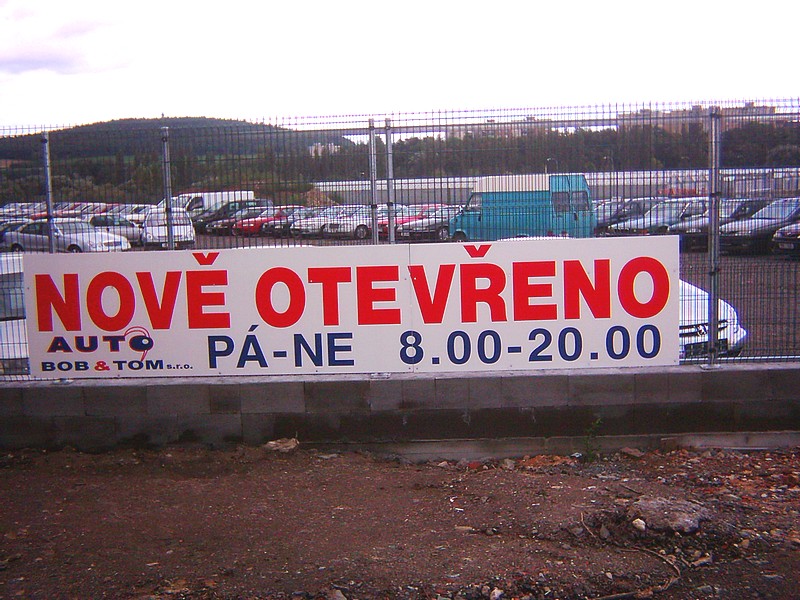 NOVĚ OTEVŘENO
AUTO
BOB & TOM s.r.o.
PÁ-NE 8.00-20.00